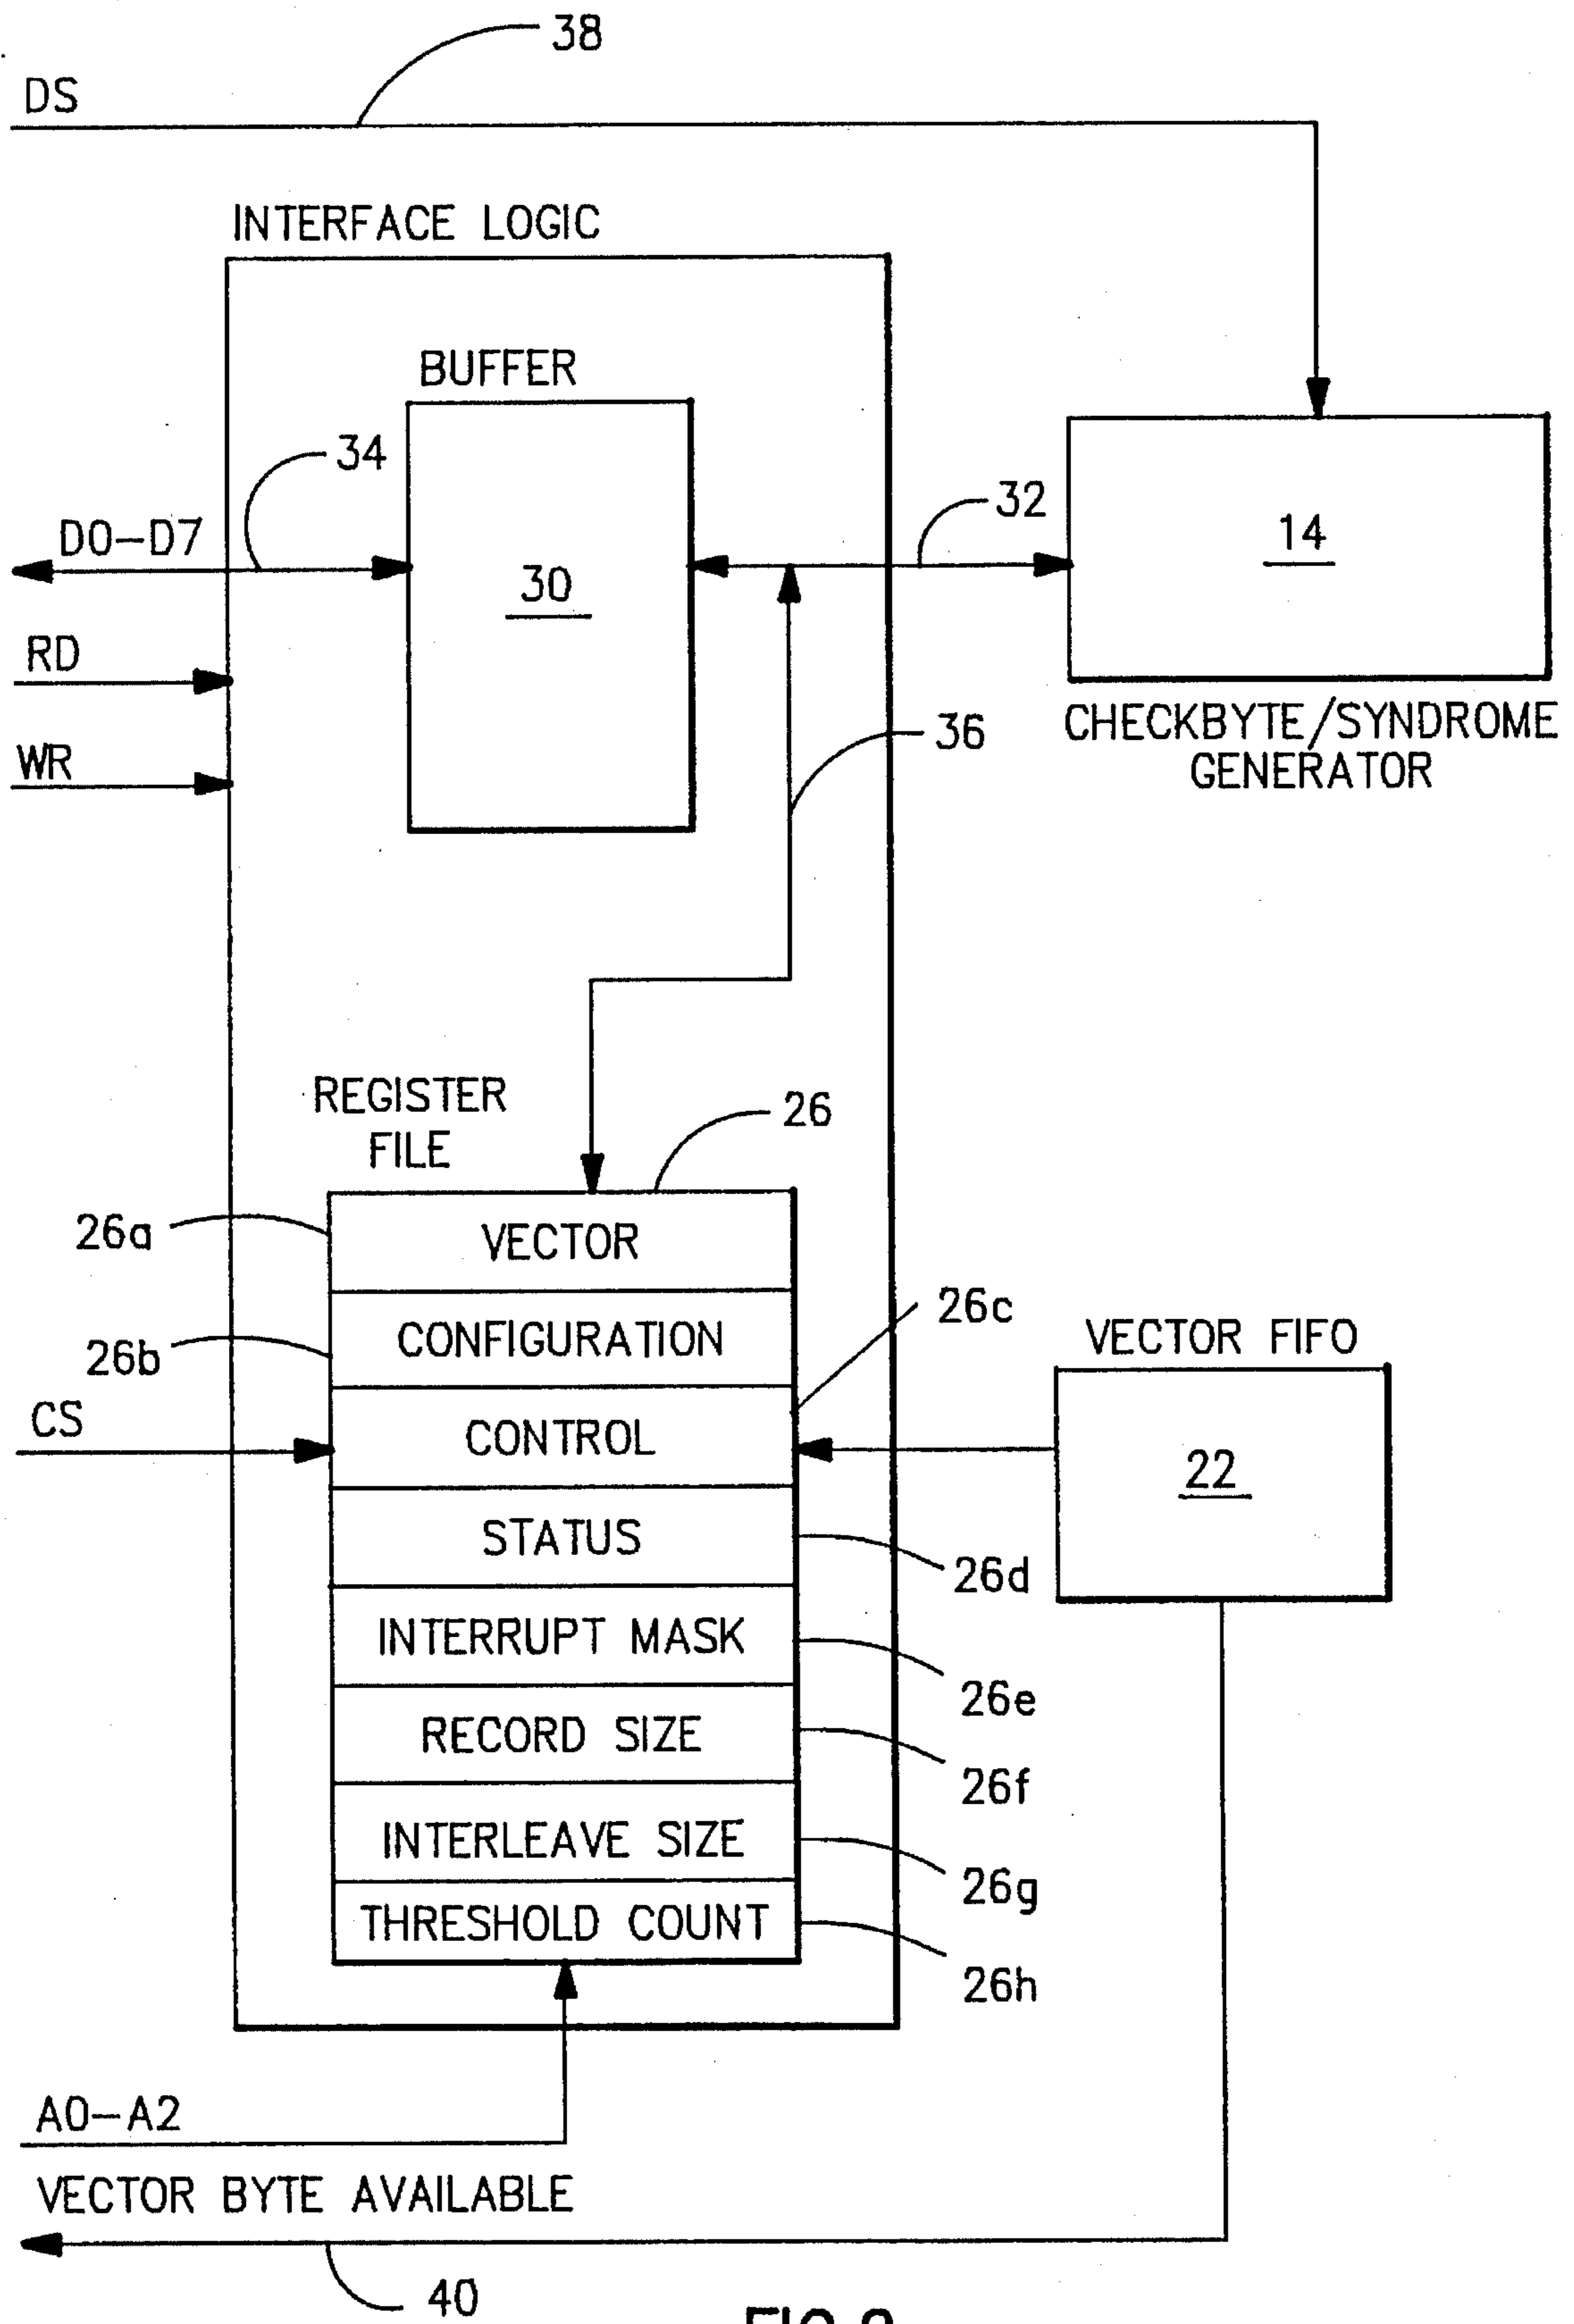 38
DS
INTERFACE LOGIC
BUFFER
34
D0-D7
30
32
14
RD
WR
36
CHECKBYTE/SYNDROME
GENERATOR
REGISTER
FILE
26
26a
VECTOR
26b
CONFIGURATION
26c
VECTOR FIFO
CS
CONTROL
22
STATUS
26d
INTERRUPT MASK
26e
RECORD SIZE
26f
INTERLEAVE SIZE
26g
THRESHOLD COUNT
26h
A0-A2
VECTOR BYTE AVAILABLE
40